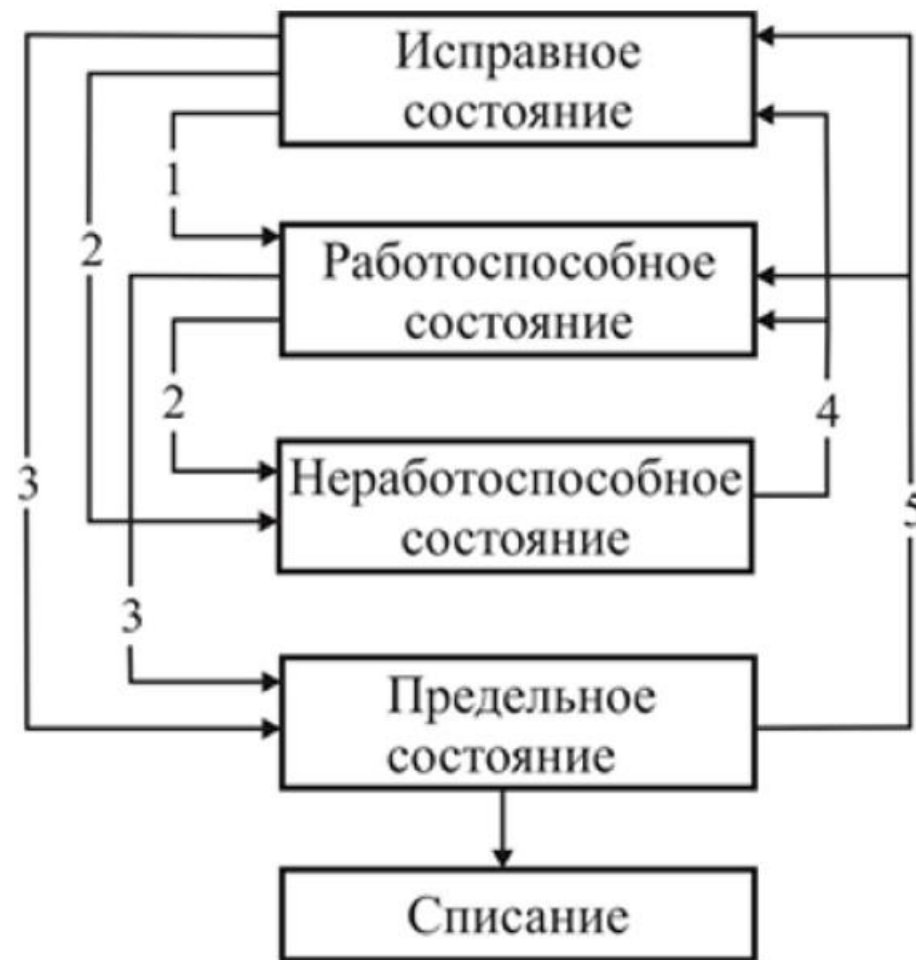 Исправное
состояние
1
2
Работоспособное
состояние
2
4
3
Неработоспособное
состояние
5
3
Предельное
состояние
Списание